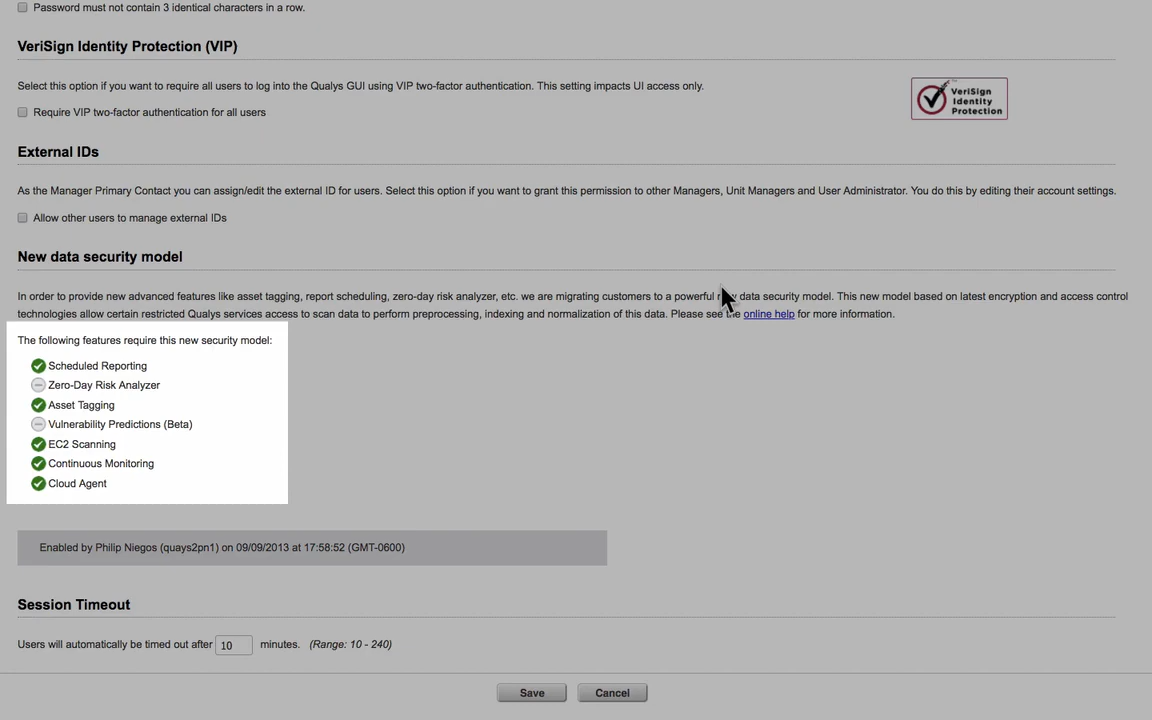 Password must not contain 3 identical characters in a row.
VeriSign Identity Protection (VIP)
Select this option if you want to require all users to log into the Qualys GUI using VIP two-factor authentication. This setting impacts UI access only.
VeriSign
Identity
Protection
Require VIP two-factor authentication for all users
External IDs
As the Manager Primary Contact you can assign/edit the external ID for users. Select this option if you want to grant this permission to other Managers, Unit Managers and User Administrator. You do this by editing their account settings.
Allow other users to manage external IDs
New data security model
In order to provide new advanced features like asset tagging, report scheduling, zero-day risk analyzer, etc. we are migrating customers to a powerful new data security model. This new model based on latest encryption and access control
technologies allow certain restricted Qualys services access to scan data to perform preprocessing, indexing and normalization of this data. Please see the online help for more information.
The following features require this new security model:
Scheduled Reporting
Zero-Day Risk Analyzer
Asset Tagging
Vulnerability Predictions (Beta)
EC2 Scanning
Continuous Monitoring
Cloud Agent
Enabled by Philip Niegos (quays2pn1) on 09/09/2013 at 17:58:52 (GMT-0600)
Session Timeout
Users will automatically be timed out after 10 minutes. (Range: 10 - 240)
Save Cancel